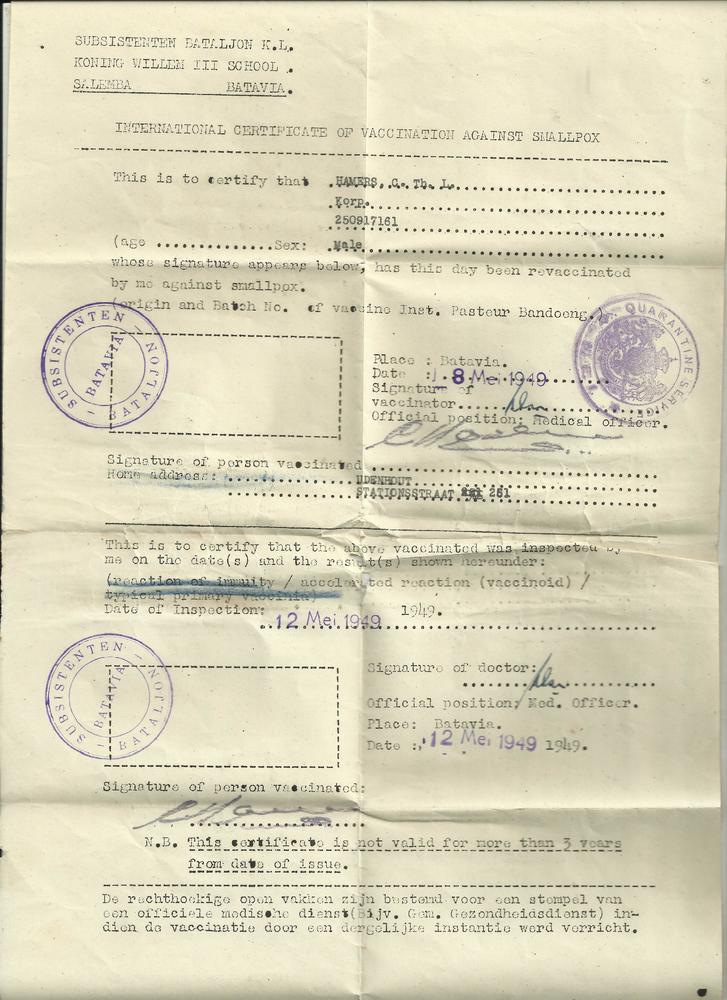 SUBSISTENTEN BATALJON K.L.
KONING WILLEM III SCHOOL.
SALEMBA BATAVIA.
INTERNATIONAL CERTIFICATE OF VACCINATION AGAINST SMALLPOX
This is to certify that HAMERS, C. Th. L.
Korp.
250917161
(age .............. Sex: Male
whose signature appears below, has this day been revaccinated
by me against smallpox.
(origin and Batch No. of vaccine Inst. Pasteur Bandoeng.)
SUBSISTENTEN BATALJON
BATAVIA
QUARANTINE SERVICE
Place : Batavia.
Date : 8 Mei 1949
Signature of
vaccinator
Official position: Medical officer.
Signature of person vaccinated
Home address: UDENHOUT
STATIONSSTRAAT 251
This is to certify that the above vaccinated was inspected by
me on the date(s) and the result(s) shown hereunder:
(reaction of immuity / accelerated reaction (vaccinoid) /
typical primary vaccinia)
Date of Inspection: 12 Mei 1949 1949.
SUBSISTENTEN BATALJON
BATAVIA
Signature of doctor:
Official position; Med. Officer.
Place: Batavia.
Date : 12 Mei 1949 1949.
Signature of person vaccinated:
N.B. This certificate is not valid for more than 3 years
from date of issue.
De rechthoekige open vakken zijn bestemd voor een stempel van
een officiele medische dienst(Bijv. Gem. Gezondheidsdienst) in-
dien de vaccinatie door een dergelijke instantie werd verricht.